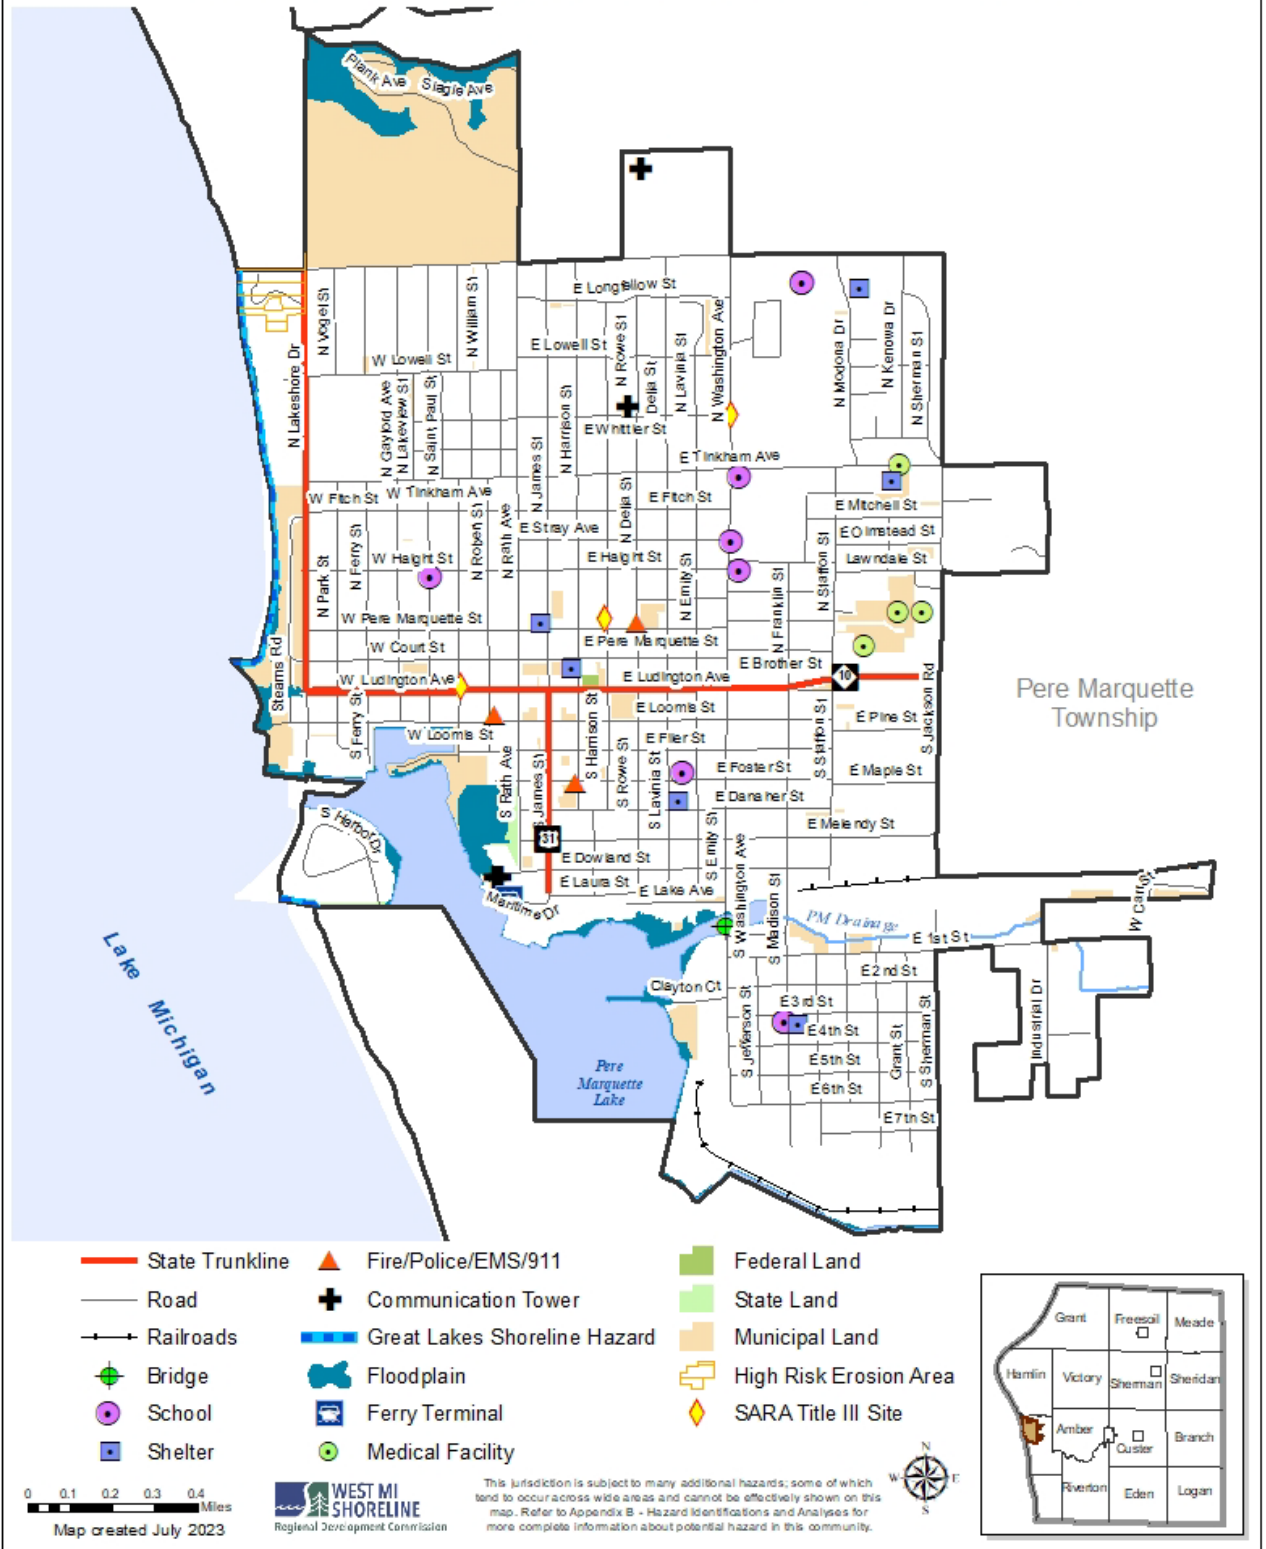 Plank Ave
Slagle Ave
E Longfellow St
N Vogel St
N William St
N Lakeshore Dr
W Lowell St
E Lowell St
N Rowe St
Delia St
N Lavinia St
N Washington Ave
N Modona Dr
N Kenowa Dr
N Sherman St
N Gaylord Ave
N Lakeview St
N Saint Paul St
N Harrison St
N James St
E Whittier St
E Tinkham Ave
W Fitch St
W Tinkham Ave
E Fitch St
E Mitchell St
E Stray Ave
N Delia St
E Olmstead St
N Park St
N Ferry St
W Haight St
N Robert St
N Rath Ave
E Haight St
N Emily St
N Franklin St
N Staffon St
Lawndale St
W Pere Marquette St
E Pere Marquette St
W Court St
E Brother St
Stearns Rd
W Ludington Ave
E Ludington Ave
10
S Jackson Rd
Pere Marquette
Township
S Ferry St
W Loomis St
S Harrison St
E Loomis St
S Staffon St
E Pine St
E Filer St
S Rath Ave
S James St
S Rowe St
S Lavinia St
E Foster St
E Maple St
E Danaher St
S Harbor Dr
31
S Emily St
E Melendy St
E Dowland St
E Laura St
E Lake Ave
S Washington Ave
S Madison St
Maritime Dr
W Carr St
PM Drainage
E 1st St
E 2nd St
Clayton Ct
Lake Michigan
S Jefferson St
E 3rd St
E 4th St
Grant St
S Sherman St
Industrial Dr
E 5th St
Pere
Marquette
Lake
E 6th St
E 7th St
State Trunkline
Road
Railroads
Bridge
School
Shelter
Fire/Police/EMS/911
Communication Tower
Great Lakes Shoreline Hazard
Floodplain
Ferry Terminal
Medical Facility
Federal Land
State Land
Municipal Land
High Risk Erosion Area
SARA Title III Site
0 0.1 0.2 0.3 0.4
Miles
Map created July 2023
WEST MI
SHORELINE
Regional Development Commission
This jurisdiction is subject to many additional hazards; some of which
tend to occur across wide areas and cannot be effectively shown on this
map. Refer to Appendix B - Hazard Identifications and Analyses for
more complete information about potential hazard in this community.
N
W
E
S
Grant
Freesoil
Meade
Hamlin
Victory
Sherman
Sheridan
Amber
Custer
Branch
Riverton
Eden
Logan